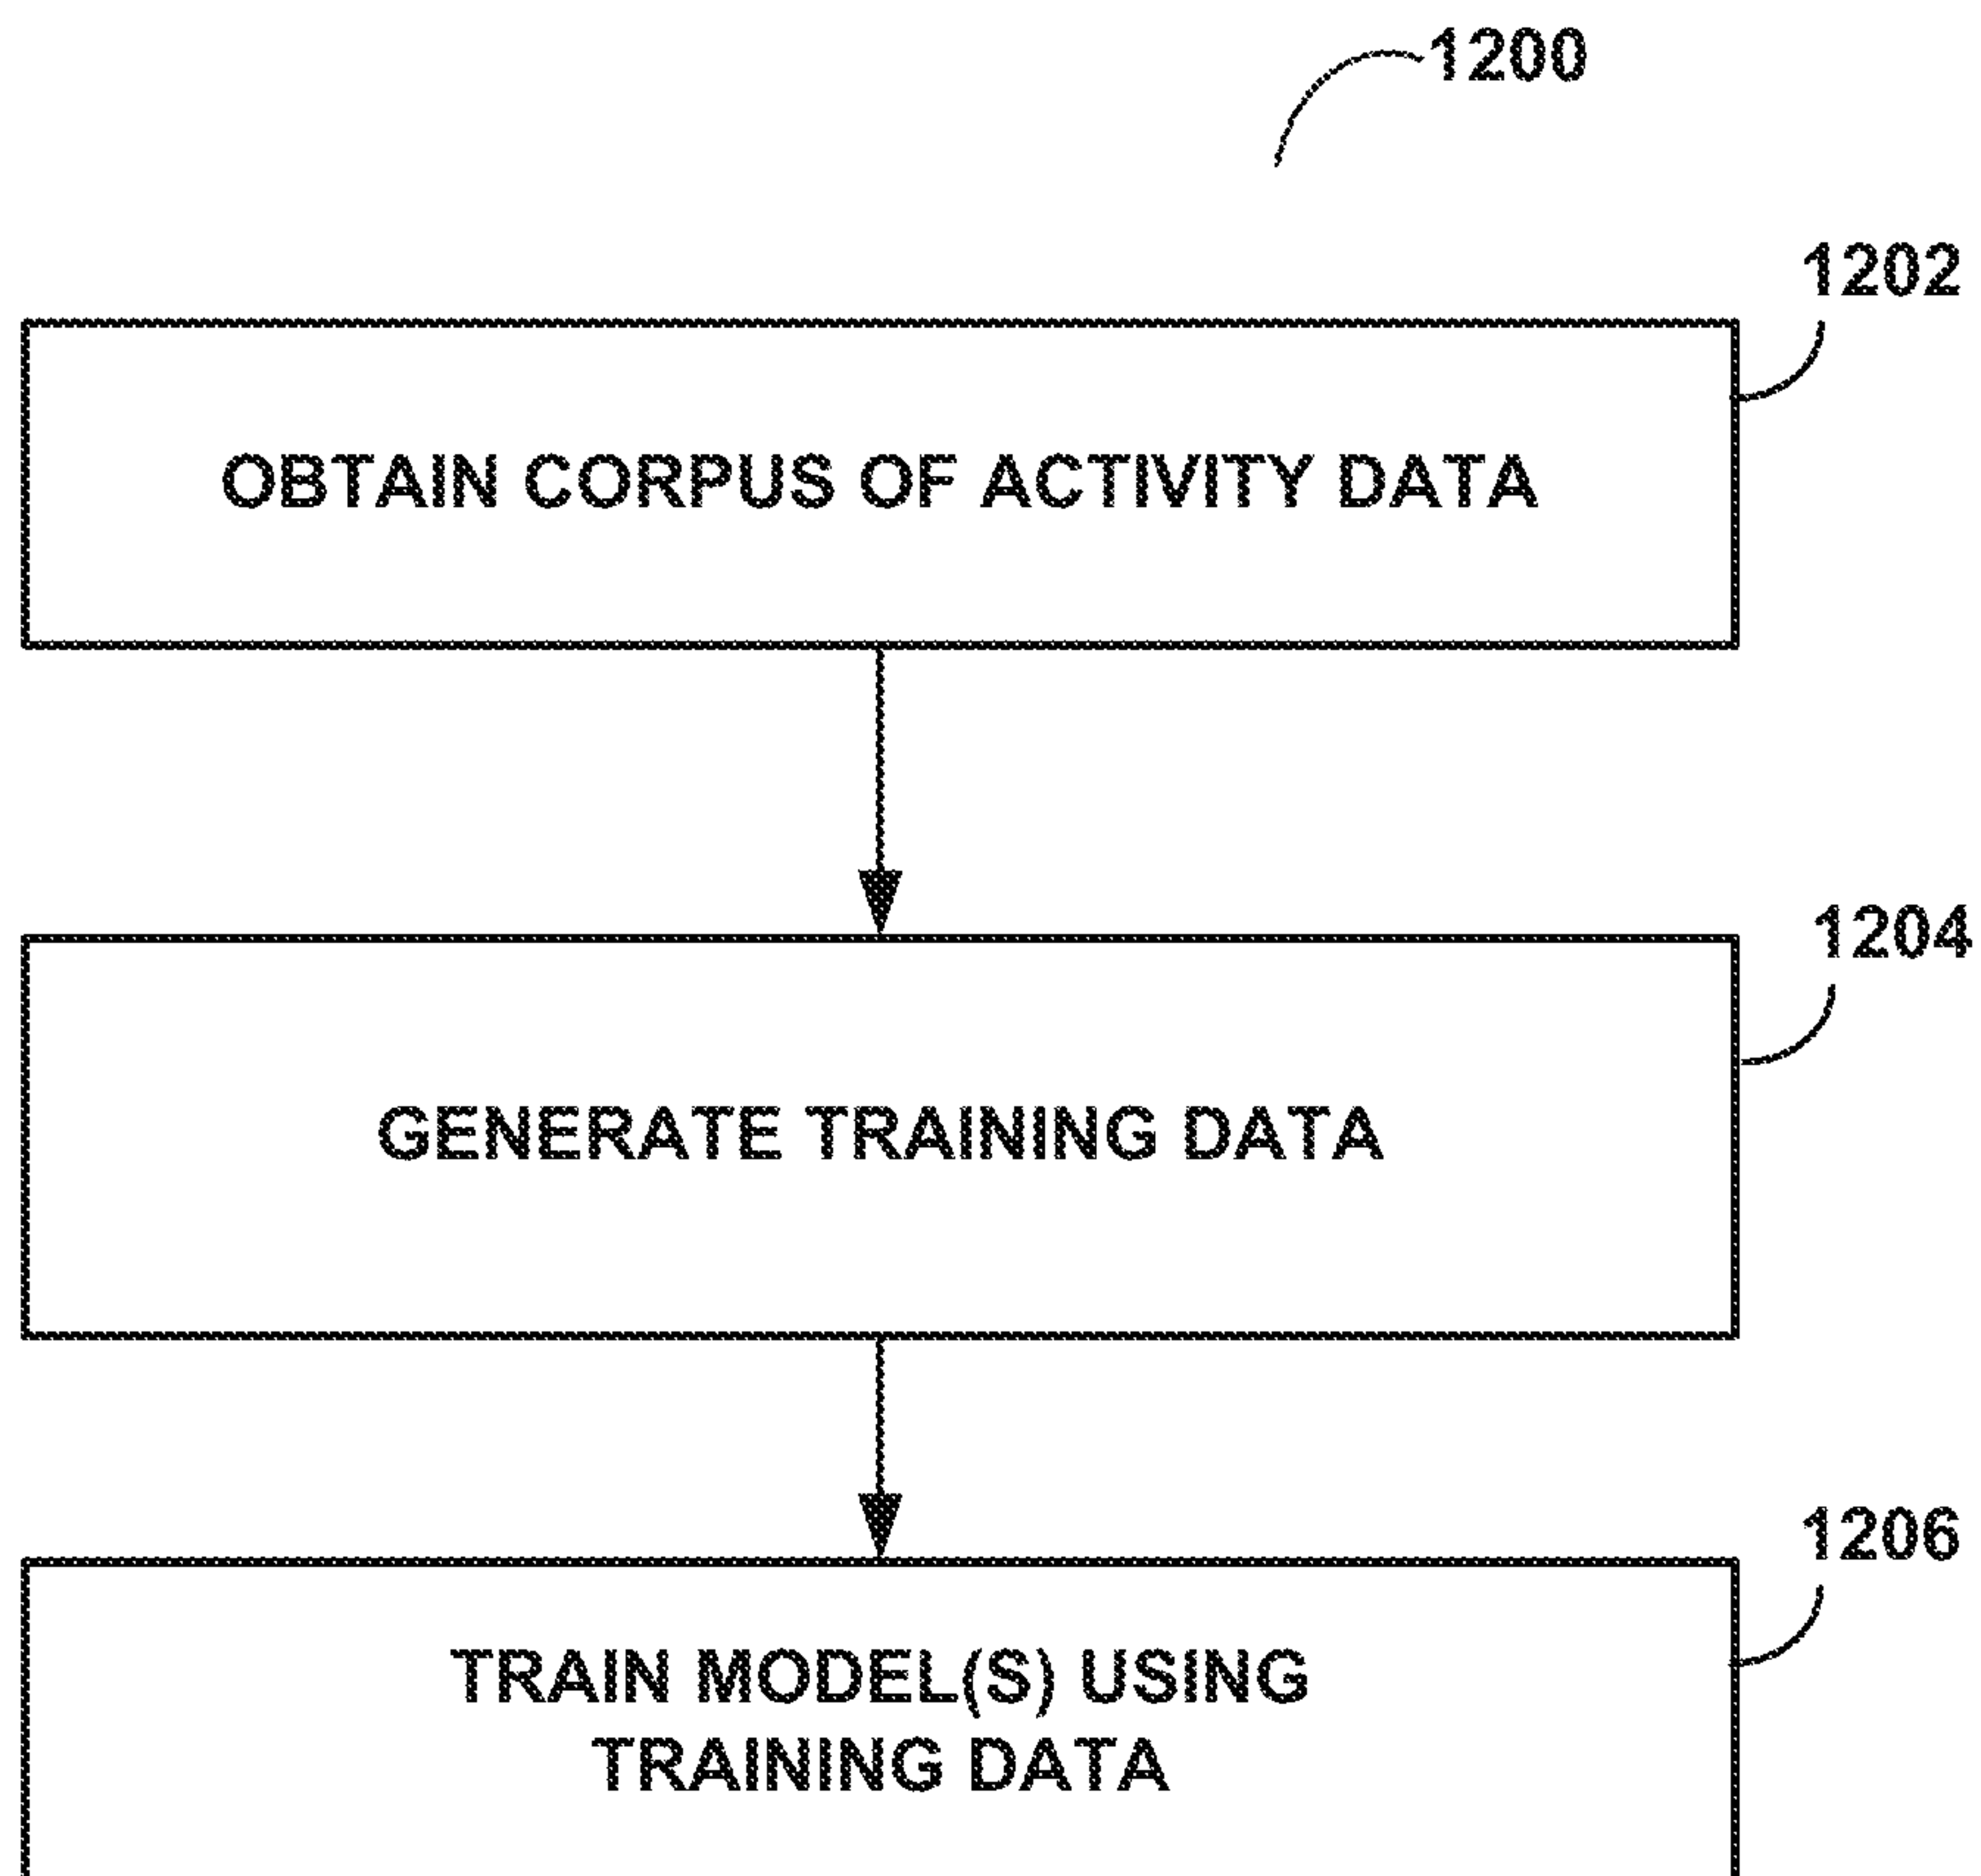 1200
1202
OBTAIN CORPUS OF ACTIVITY DATA
1204
GENERATE TRAINING DATA
1206
TRAIN MODEL(S) USING
TRAINING DATA